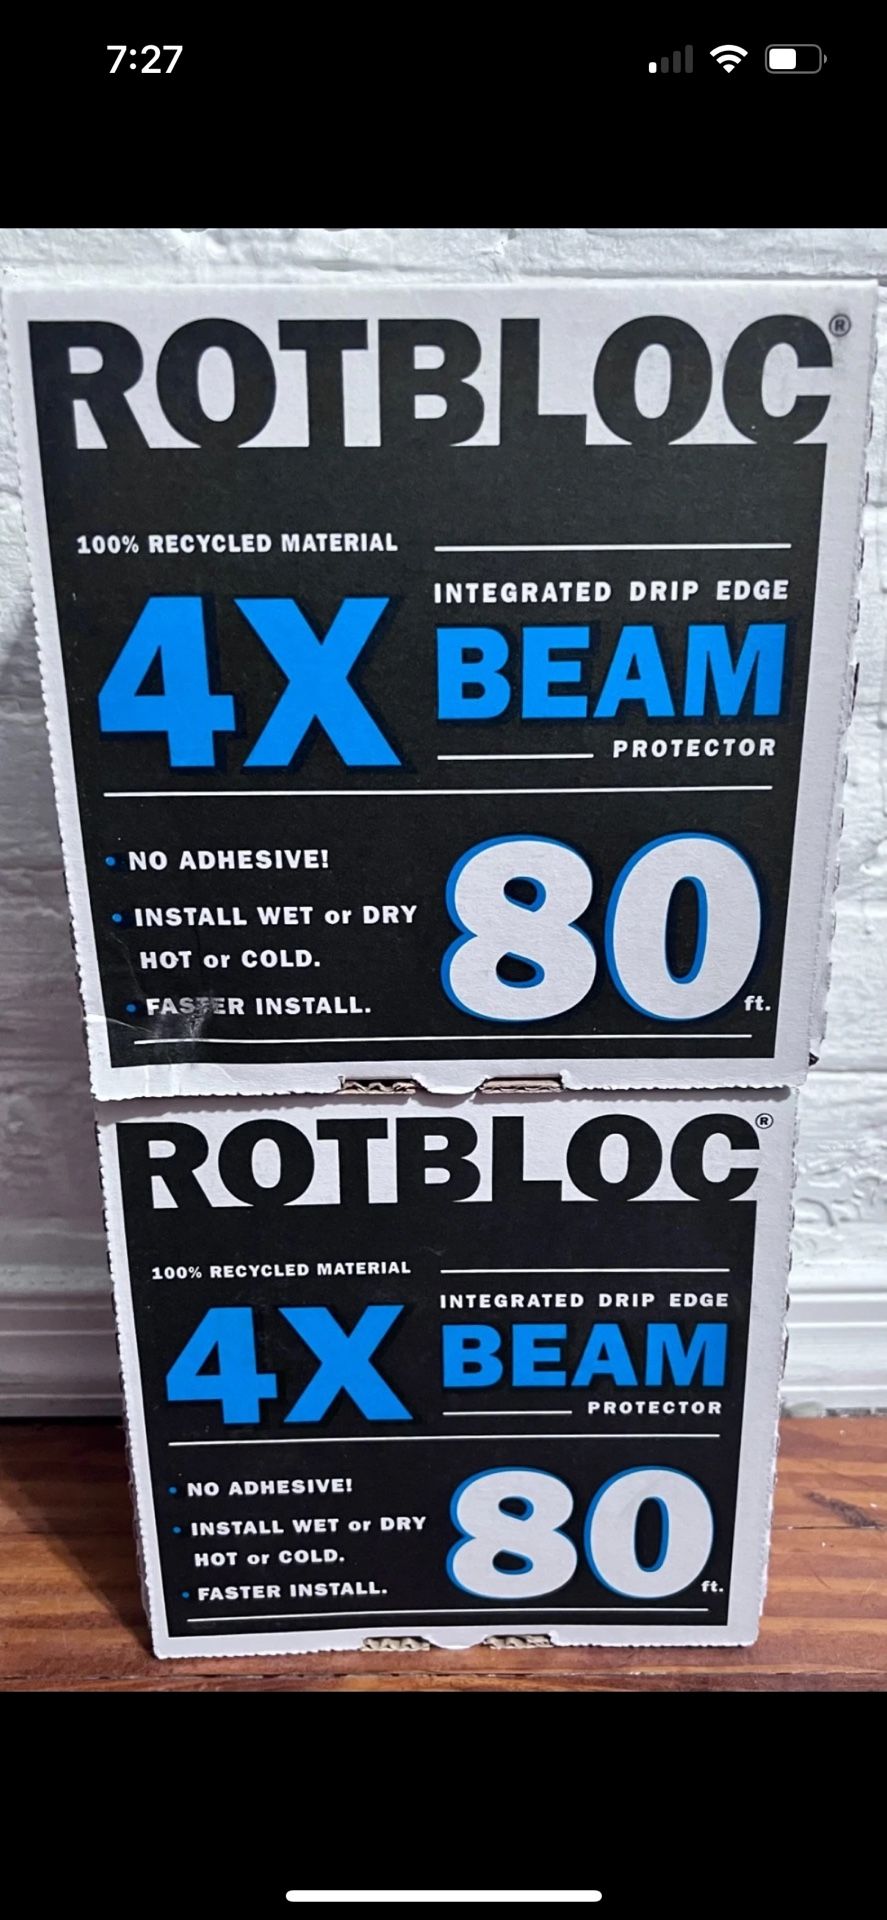 7:27
ROTBLOC®
100% RECYCLED MATERIAL
4X
INTEGRATED DRIP EDGE
BEAM
PROTECTOR
• NO ADHESIVE!
• INSTALL WET or DRY
HOT or COLD.
• FASTER INSTALL.
80 ft.
ROTBLOC®
100% RECYCLED MATERIAL
4X
INTEGRATED DRIP EDGE
BEAM
PROTECTOR
• NO ADHESIVE!
• INSTALL WET or DRY
HOT or COLD.
• FASTER INSTALL.
80 ft.